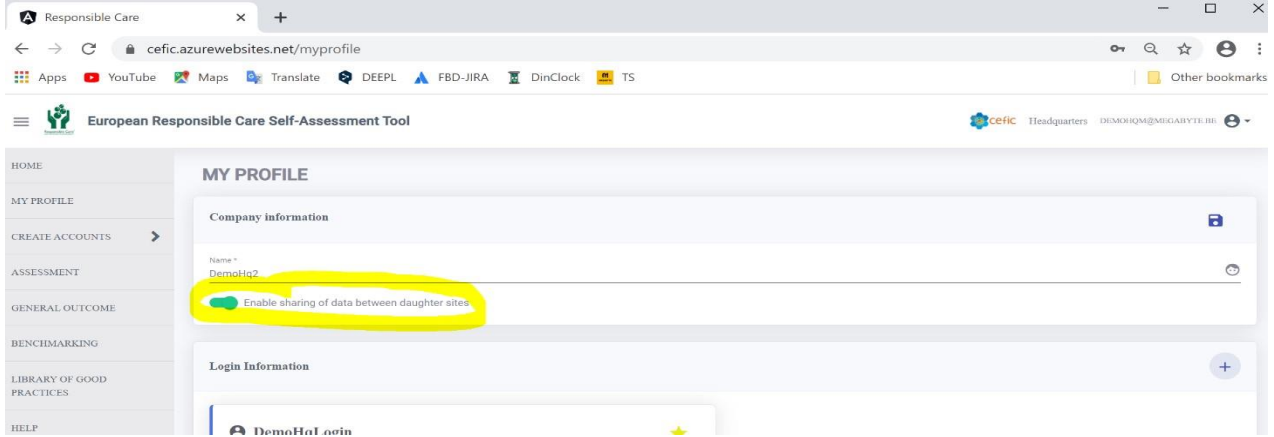 Responsible Care
cefic.azurewebsites.net/myprofile
Apps YouTube Maps Translate DEEPL FBD-JIRA DinClock TS Other bookmarks
European Responsible Care Self-Assessment Tool cefic Headquarters DEMOHQM@MEGABYTE.BE
HOME
MY PROFILE
CREATE ACCOUNTS
ASSESSMENT
GENERAL OUTCOME
BENCHMARKING
LIBRARY OF GOOD
PRACTICES
HELP
MY PROFILE
Company information
Name *
DemoHq2
Enable sharing of data between daughter sites
Login Information
DemoHqLogin